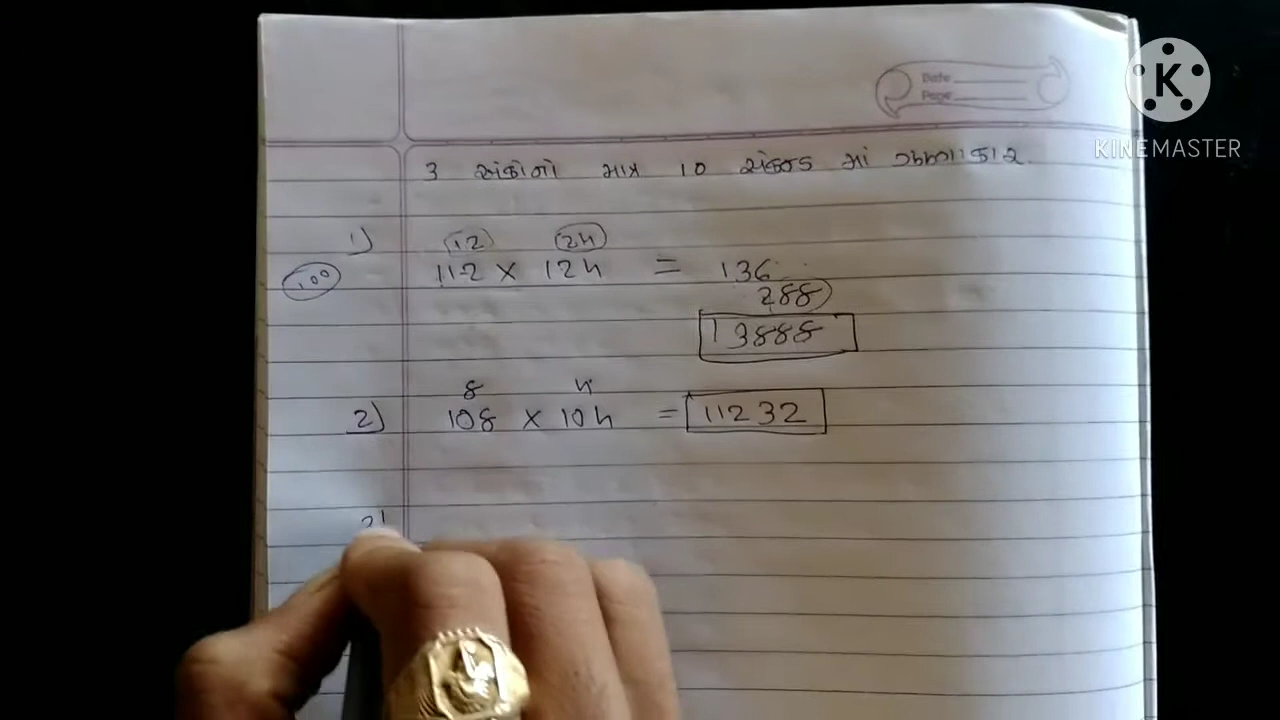 Date
Page
K
KINEMASTER
3 અંકોનો માત્ર 10 સેકન્ડ માં ગુણાકાર
1) 12 24
100 112 × 124 = 136
288
13888
8 4
2) 108 × 104 = 11232